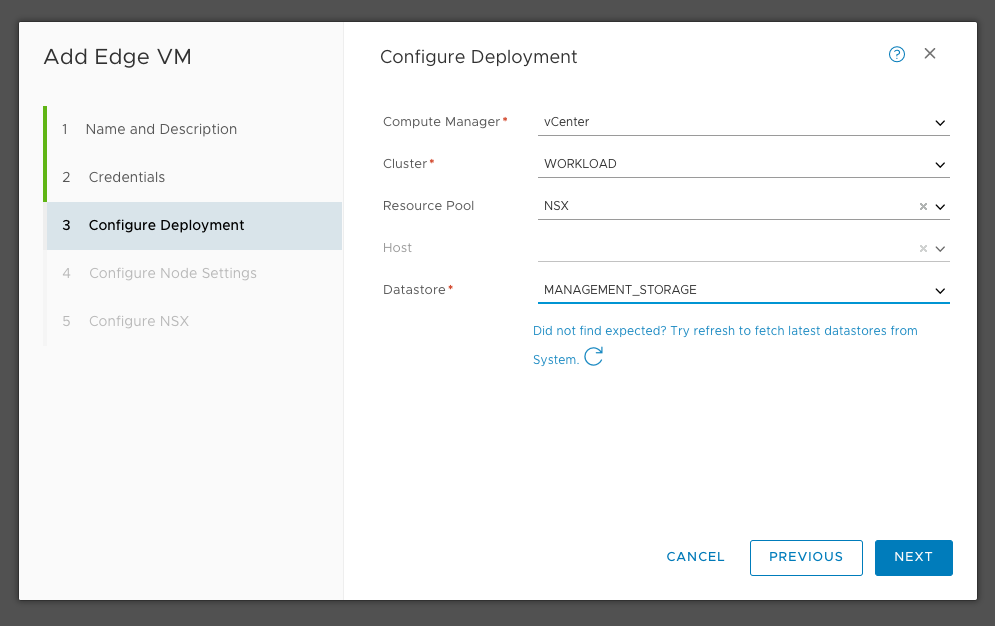 Add Edge VM
1 Name and Description
2 Credentials
3 Configure Deployment
4 Configure Node Settings
5 Configure NSX
Configure Deployment
Compute Manager* vCenter
Cluster* WORKLOAD
Resource Pool NSX
Host
Datastore* MANAGEMENT_STORAGE
Did not find expected? Try refresh to fetch latest datastores from
System.
CANCEL PREVIOUS NEXT